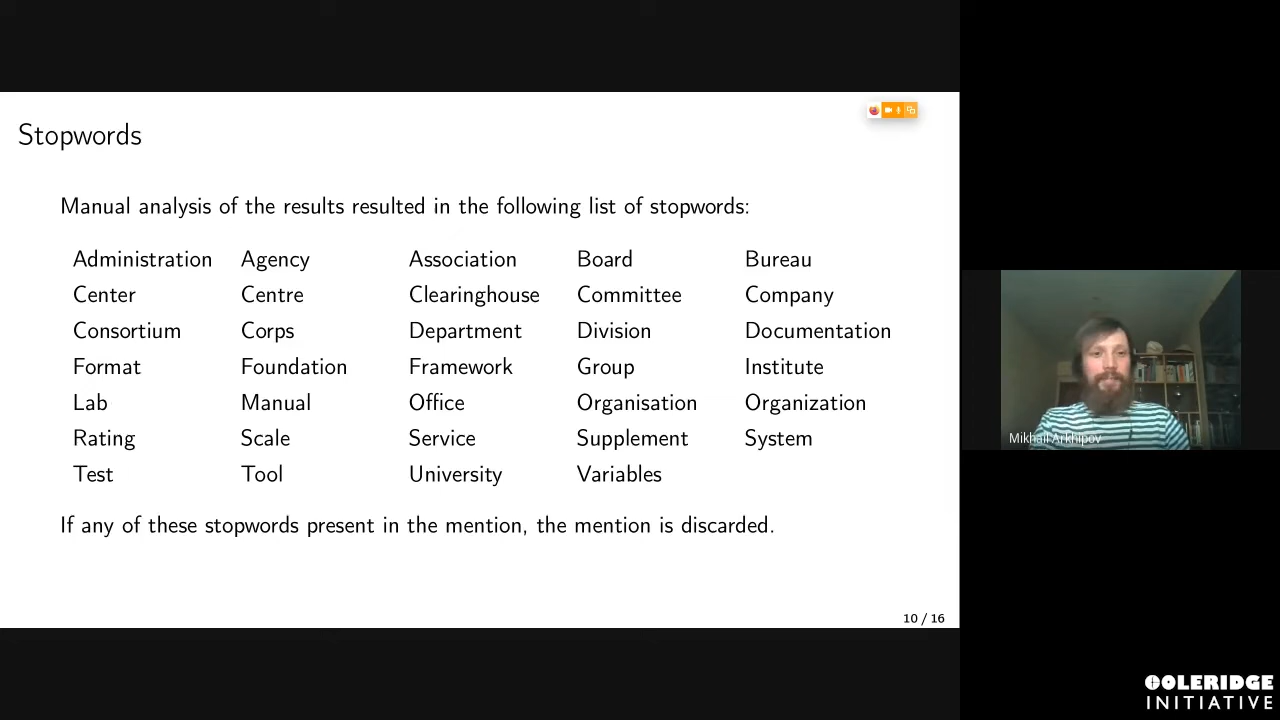 Stopwords
Manual analysis of the results resulted in the following list of stopwords:
Administration Agency Association Board Bureau
Center Centre Clearinghouse Committee Company
Consortium Corps Department Division Documentation
Format Foundation Framework Group Institute
Lab Manual Office Organisation Organization
Rating Scale Service Supplement System
Test Tool University Variables
If any of these stopwords present in the mention, the mention is discarded.
10 / 16
Mikhail Arkhipov
COLERIDGE
INITIATIVE